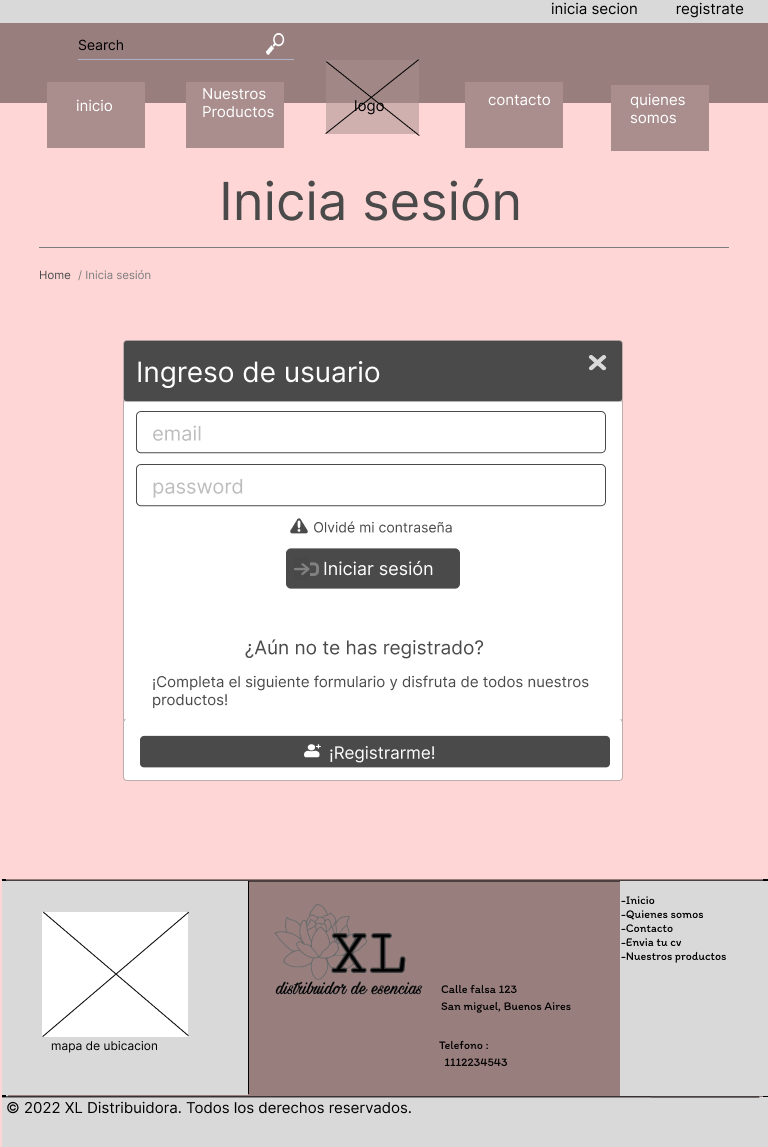 inicia secion registrate
Search
inicio
Nuestros
Productos
logo
contacto
quienes
somos
Inicia sesión
Home / Inicia sesión
Ingreso de usuario
email
password
Olvidé mi contraseña
Iniciar sesión
¿Aún no te has registrado?
¡Completa el siguiente formulario y disfruta de todos nuestros
productos!
¡Registrarme!
mapa de ubicacion
XL
distribuidor de esencias
Calle falsa 123
San miguel, Buenos Aires
Telefono :
1112234543
-Inicio
-Quienes somos
-Contacto
-Envia tu cv
-Nuestros productos
© 2022 XL Distribuidora. Todos los derechos reservados.